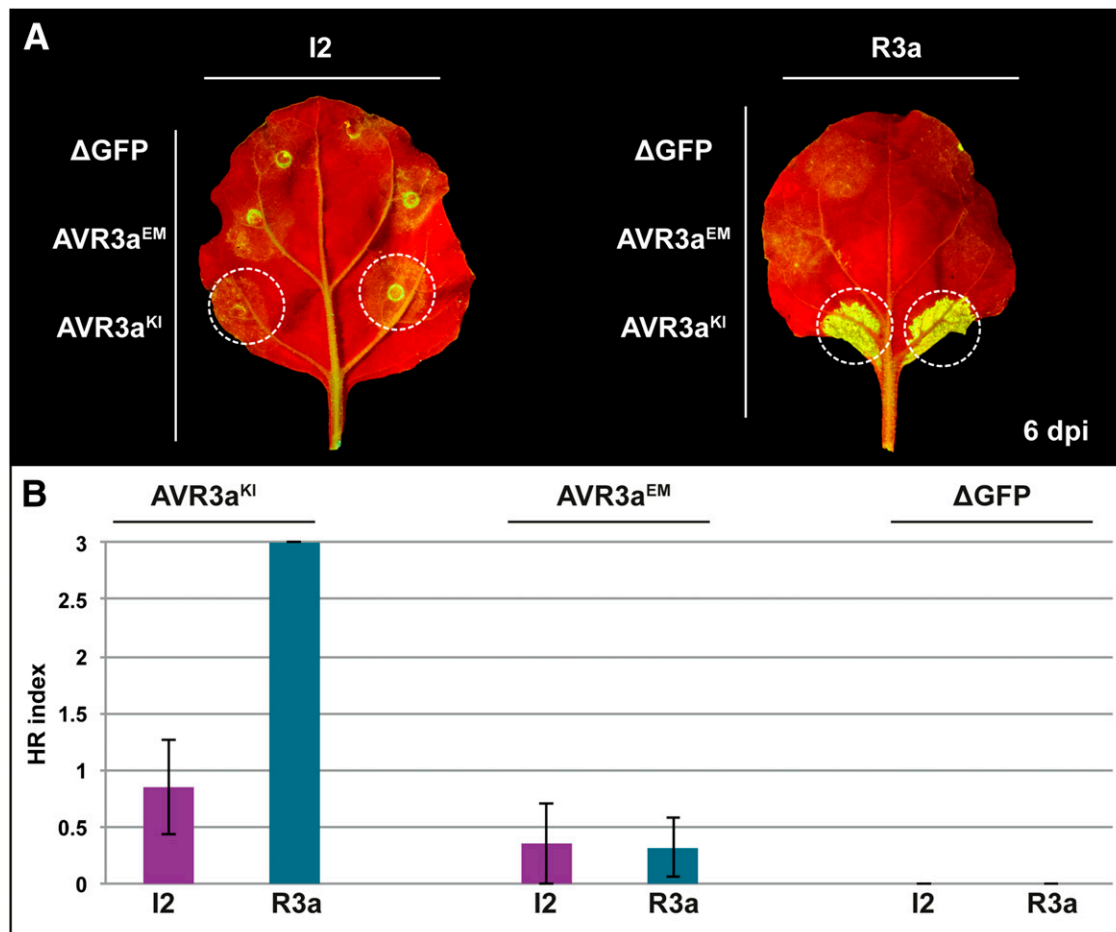 A
I2
R3a
ΔGFP
ΔGFP
AVR3aEM
AVR3aEM
AVR3aKI
AVR3aKI
6 dpi
B
AVR3aKI
AVR3aEM
ΔGFP
HR index
3
2.5
2
1.5
1
0.5
0
I2
R3a
I2
R3a
I2
R3a